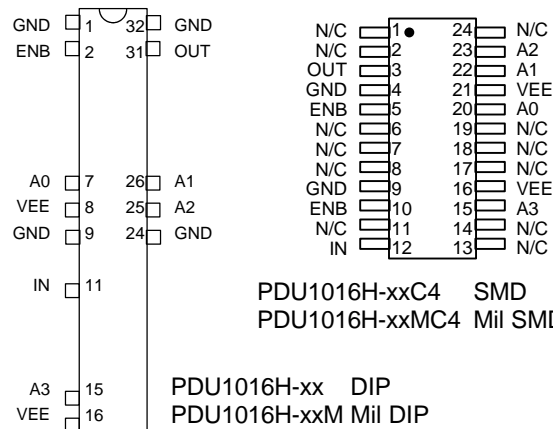 GND 1 32 GND
ENB 2 31 OUT
A0 7 26 A1
VEE 8 25 A2
GND 9 24 GND
IN 11
A3 15
VEE 16
N/C 1 24 N/C
N/C 2 23 A2
OUT 3 22 A1
GND 4 21 VEE
ENB 5 20 A0
N/C 6 19 N/C
N/C 7 18 N/C
N/C 8 17 N/C
GND 9 16 VEE
ENB 10 15 A3
N/C 11 14 N/C
IN 12 13 N/C
PDU1016H-xxC4 SMD
PDU1016H-xxMC4 Mil SMD
PDU1016H-xx DIP
PDU1016H-xxM Mil DIP